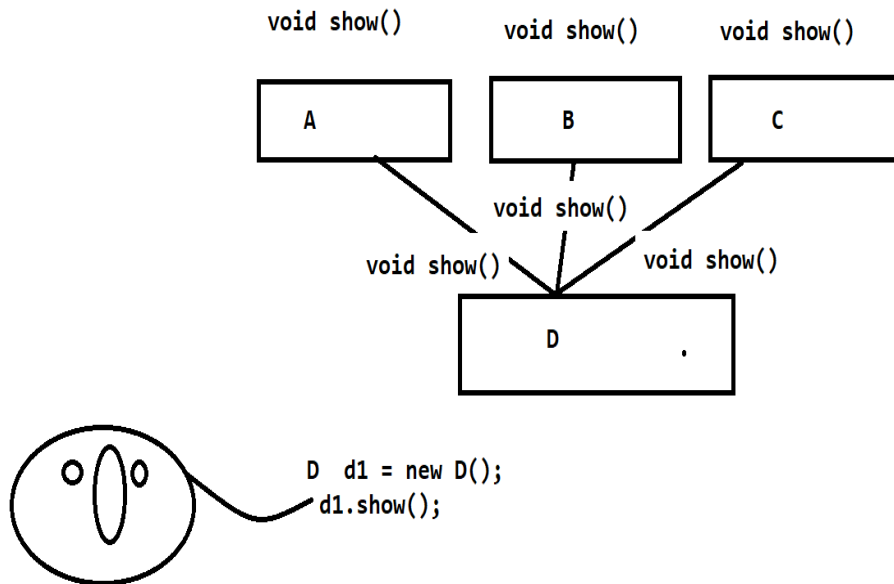 void show()
void show()
void show()
A
B
C
void show()
void show()
void show()
D
D d1 = new D();
d1.show();